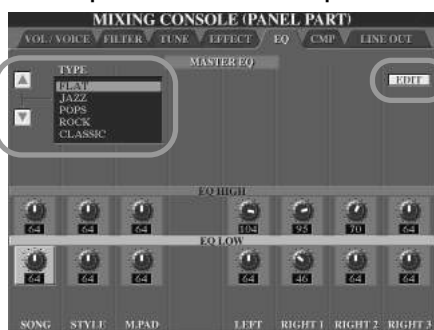 MIXING CONSOLE (PANEL PART)
VOL/VOICE FILTER TUNE EFFECT EQ CMP LINE OUT
MASTER EQ
TYPE
EDIT
FLAT
JAZZ
POPS
ROCK
CLASSIC
EQ HIGH
64 64 64 104 95 70 64
EQ LOW
64 64 64 64 46 64 64
SONG STYLE M.PAD LEFT RIGHT 1 RIGHT 2 RIGHT 3